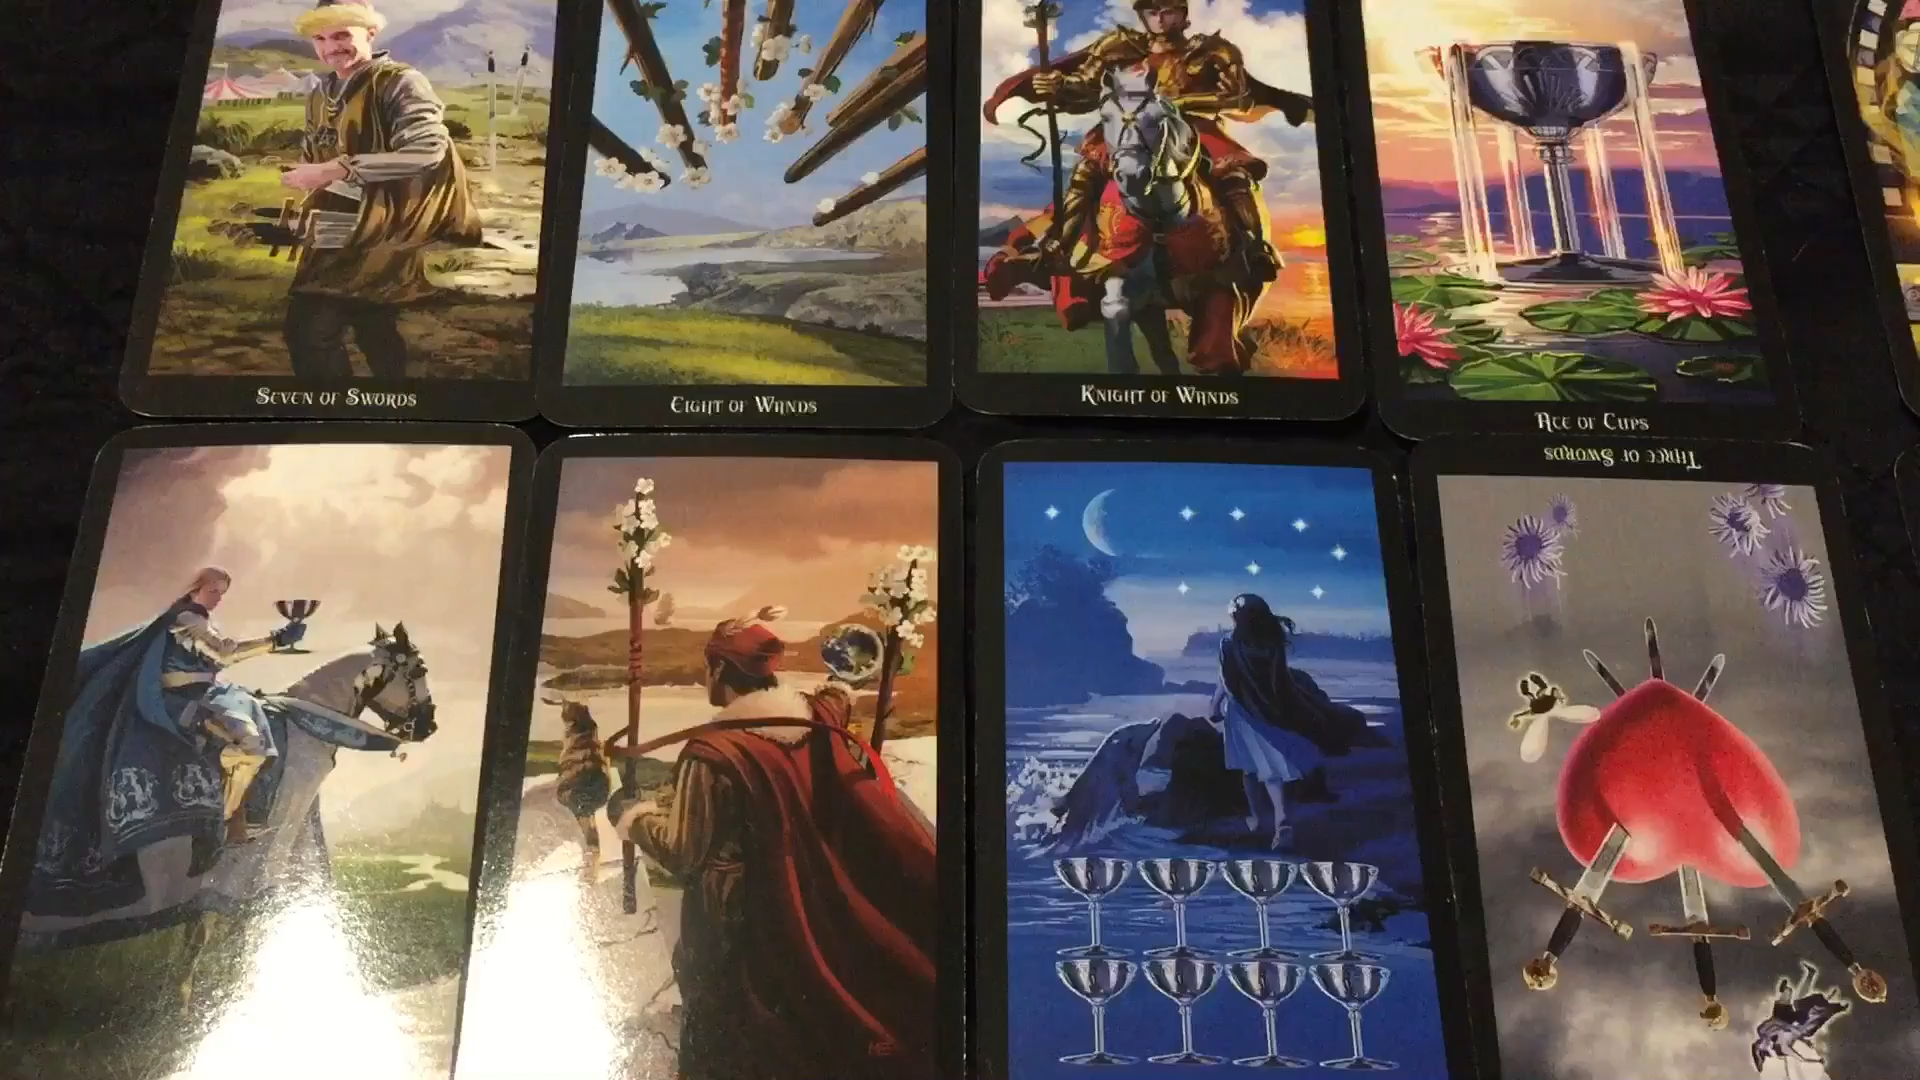 Seven of Swords
Eight of Wands
Knight of Wands
Ace of Cups
Three of Swords